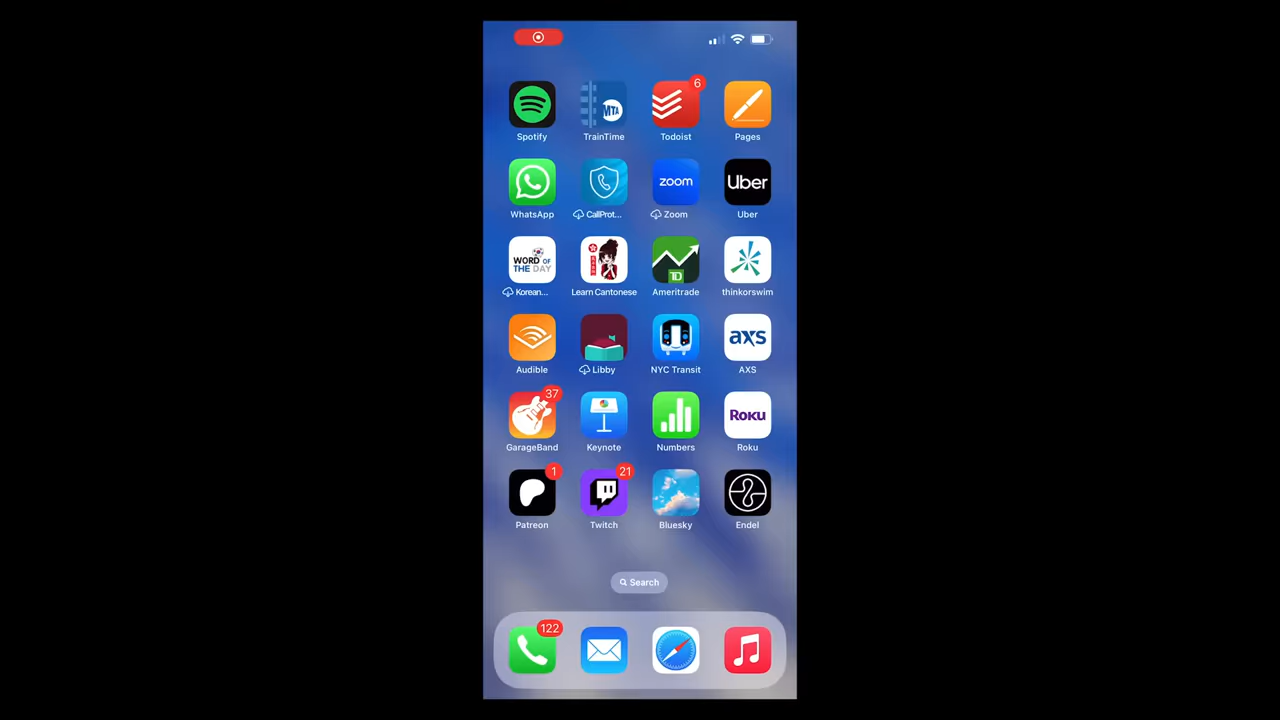 6
MTA
Spotify
TrainTime
Todoist
Pages
zoom
Uber
WhatsApp
CallProt...
Zoom
Uber
WORD OF
THE DAY
TD
Korean...
Learn Cantonese
Ameritrade
thinkorswim
AXS
Audible
Libby
NYC Transit
AXS
37
Roku
GarageBand
Keynote
Numbers
Roku
1
21
Patreon
Twitch
Bluesky
Endel
Search
122